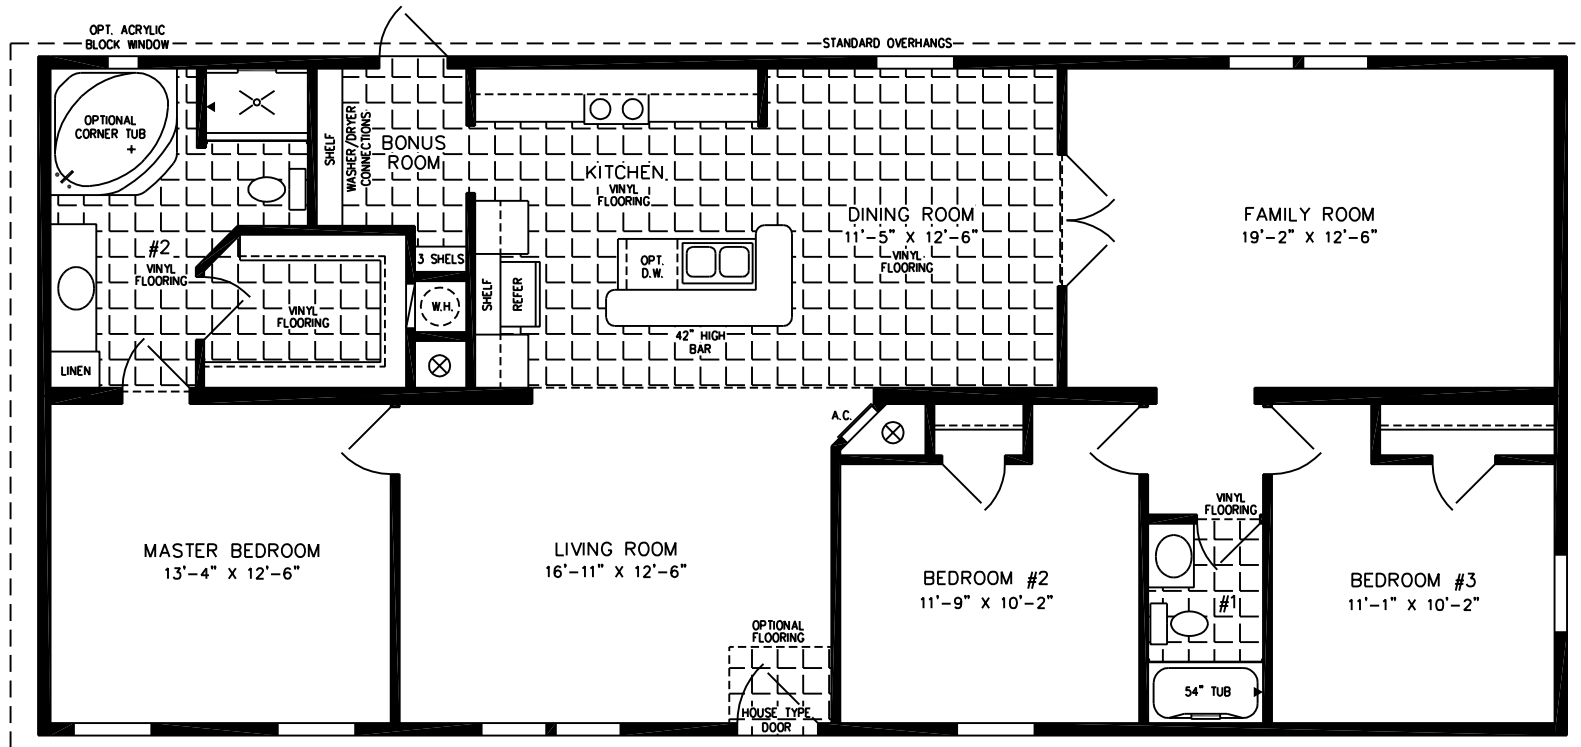 OPT. ACRYLIC
BLOCK WINDOW
STANDARD OVERHANGS
OPTIONAL
CORNER TUB
SHELF
WASHER/DRYER
CONNECTIONS
BONUS
ROOM
KITCHEN
VINYL
FLOORING
DINING ROOM
11'-5" X 12'-6"
VINYL
FLOORING
FAMILY ROOM
19'-2" X 12'-6"
#2
VINYL
FLOORING
3 SHELS
OPT.
D.W.
SHELF
REFER
W.H.
VINYL
FLOORING
42" HIGH
BAR
LINEN
A.C.
VINYL
FLOORING
MASTER BEDROOM
13'-4" X 12'-6"
LIVING ROOM
16'-11" X 12'-6"
BEDROOM #2
11'-9" X 10'-2"
#1
BEDROOM #3
11'-1" X 10'-2"
OPTIONAL
FLOORING
54" TUB
HOUSE TYPE
DOOR